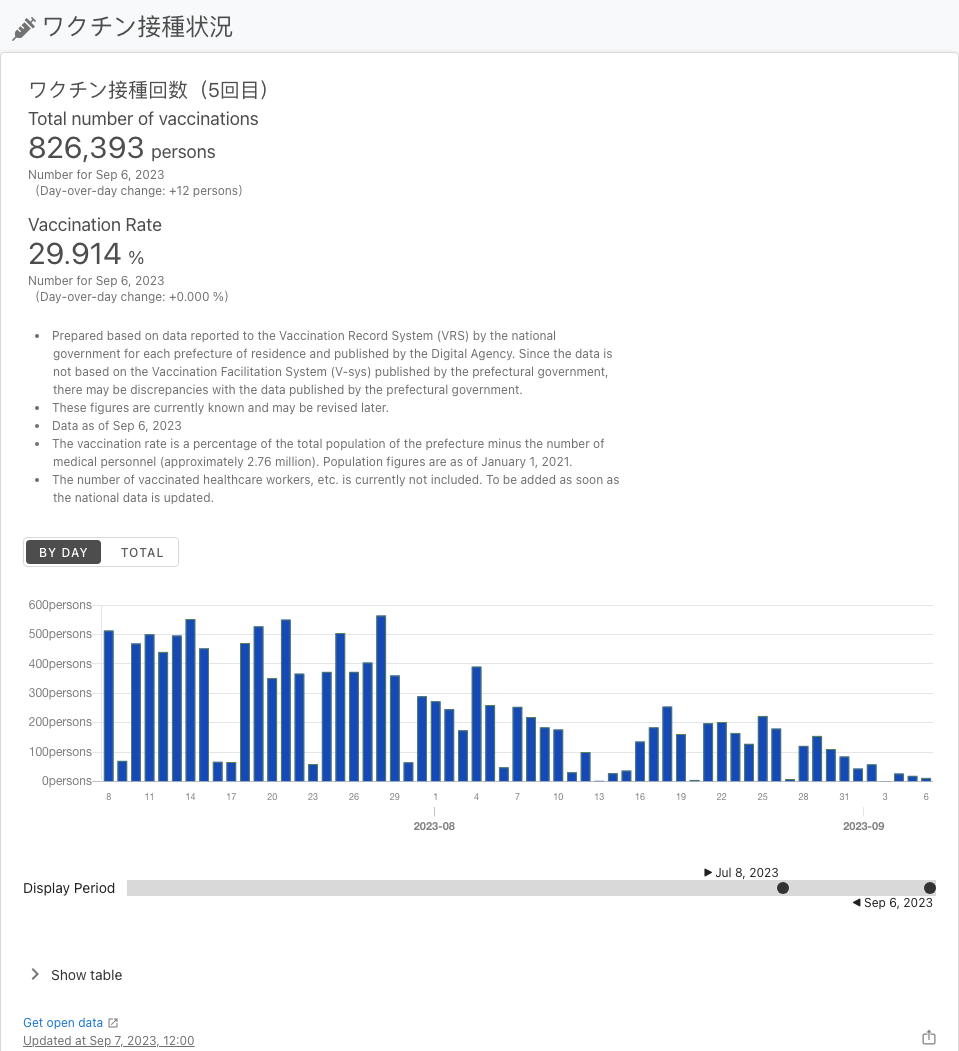 ワクチン接種状況
ワクチン接種回数（5回目）
Total number of vaccinations
826,393 persons
Number for Sep 6, 2023
(Day-over-day change: +12 persons)
Vaccination Rate
29.914 %
Number for Sep 6, 2023
(Day-over-day change: +0.000 %)
• Prepared based on data reported to the Vaccination Record System (VRS) by the national
government for each prefecture of residence and published by the Digital Agency. Since the data is
not based on the Vaccination Facilitation System (V-sys) published by the prefectural government,
there may be discrepancies with the data published by the prefectural government.
• These figures are currently known and may be revised later.
• Data as of Sep 6, 2023
• The vaccination rate is a percentage of the total population of the prefecture minus the number of
medical personnel (approximately 2.76 million). Population figures are as of January 1, 2021.
• The number of vaccinated healthcare workers, etc. is currently not included. To be added as soon as
the national data is updated.
BY DAY TOTAL
600persons
500persons
400persons
300persons
200persons
100persons
0persons
8 11 14 17 20 23 26 29 1 4 7 10 13 16 19 22 25 28 31 3 6
2023-08 2023-09
Jul 8, 2023
Display Period
Sep 6, 2023
Show table
Get open data
Updated at Sep 7, 2023, 12:00